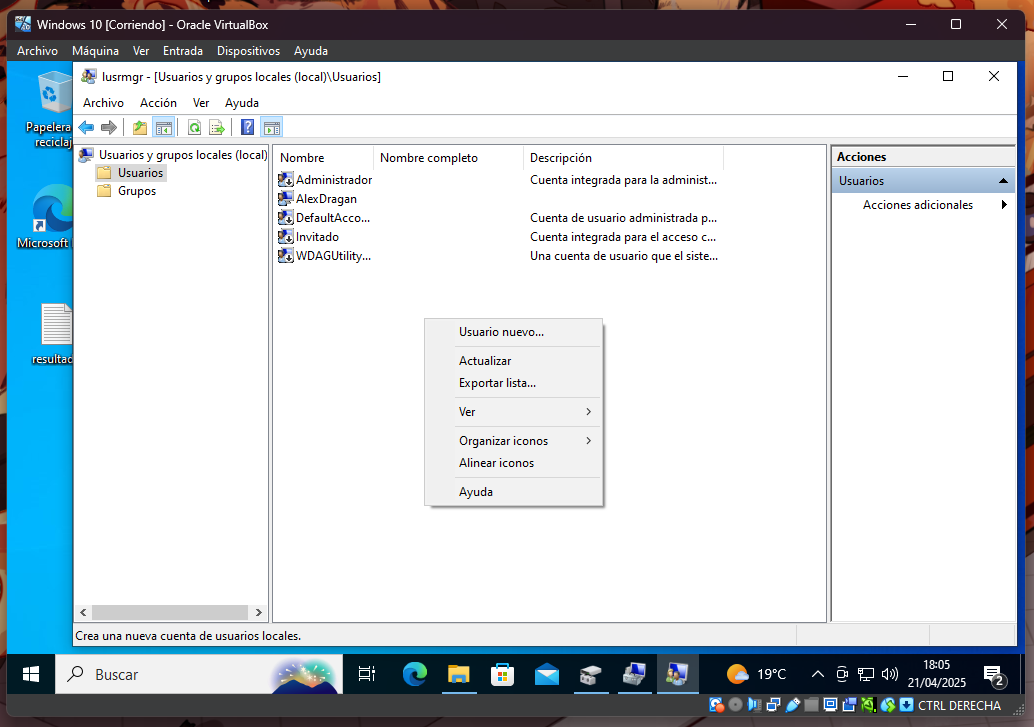 Windows 10 [Corriendo] - Oracle VirtualBox
Archivo Máquina Ver Entrada Dispositivos Ayuda
lusrmgr - [Usuarios y grupos locales (local)\Usuarios]
Archivo Acción Ver Ayuda
Papelera
reciclaj
Microsoft
resultad
Usuarios y grupos locales (local)
Usuarios
Grupos
Nombre Nombre completo Descripción
Administrador Cuenta integrada para la administ...
AlexDragan
DefaultAcco... Cuenta de usuario administrada p...
Invitado Cuenta integrada para el acceso c...
WDAGUtility... Una cuenta de usuario que el siste...
Usuario nuevo...
Actualizar
Exportar lista...
Ver
Organizar iconos
Alinear iconos
Ayuda
Acciones
Usuarios
Acciones adicionales
Crea una nueva cuenta de usuarios locales.
Buscar
19°C
18:05
21/04/2025
2
CTRL DERECHA